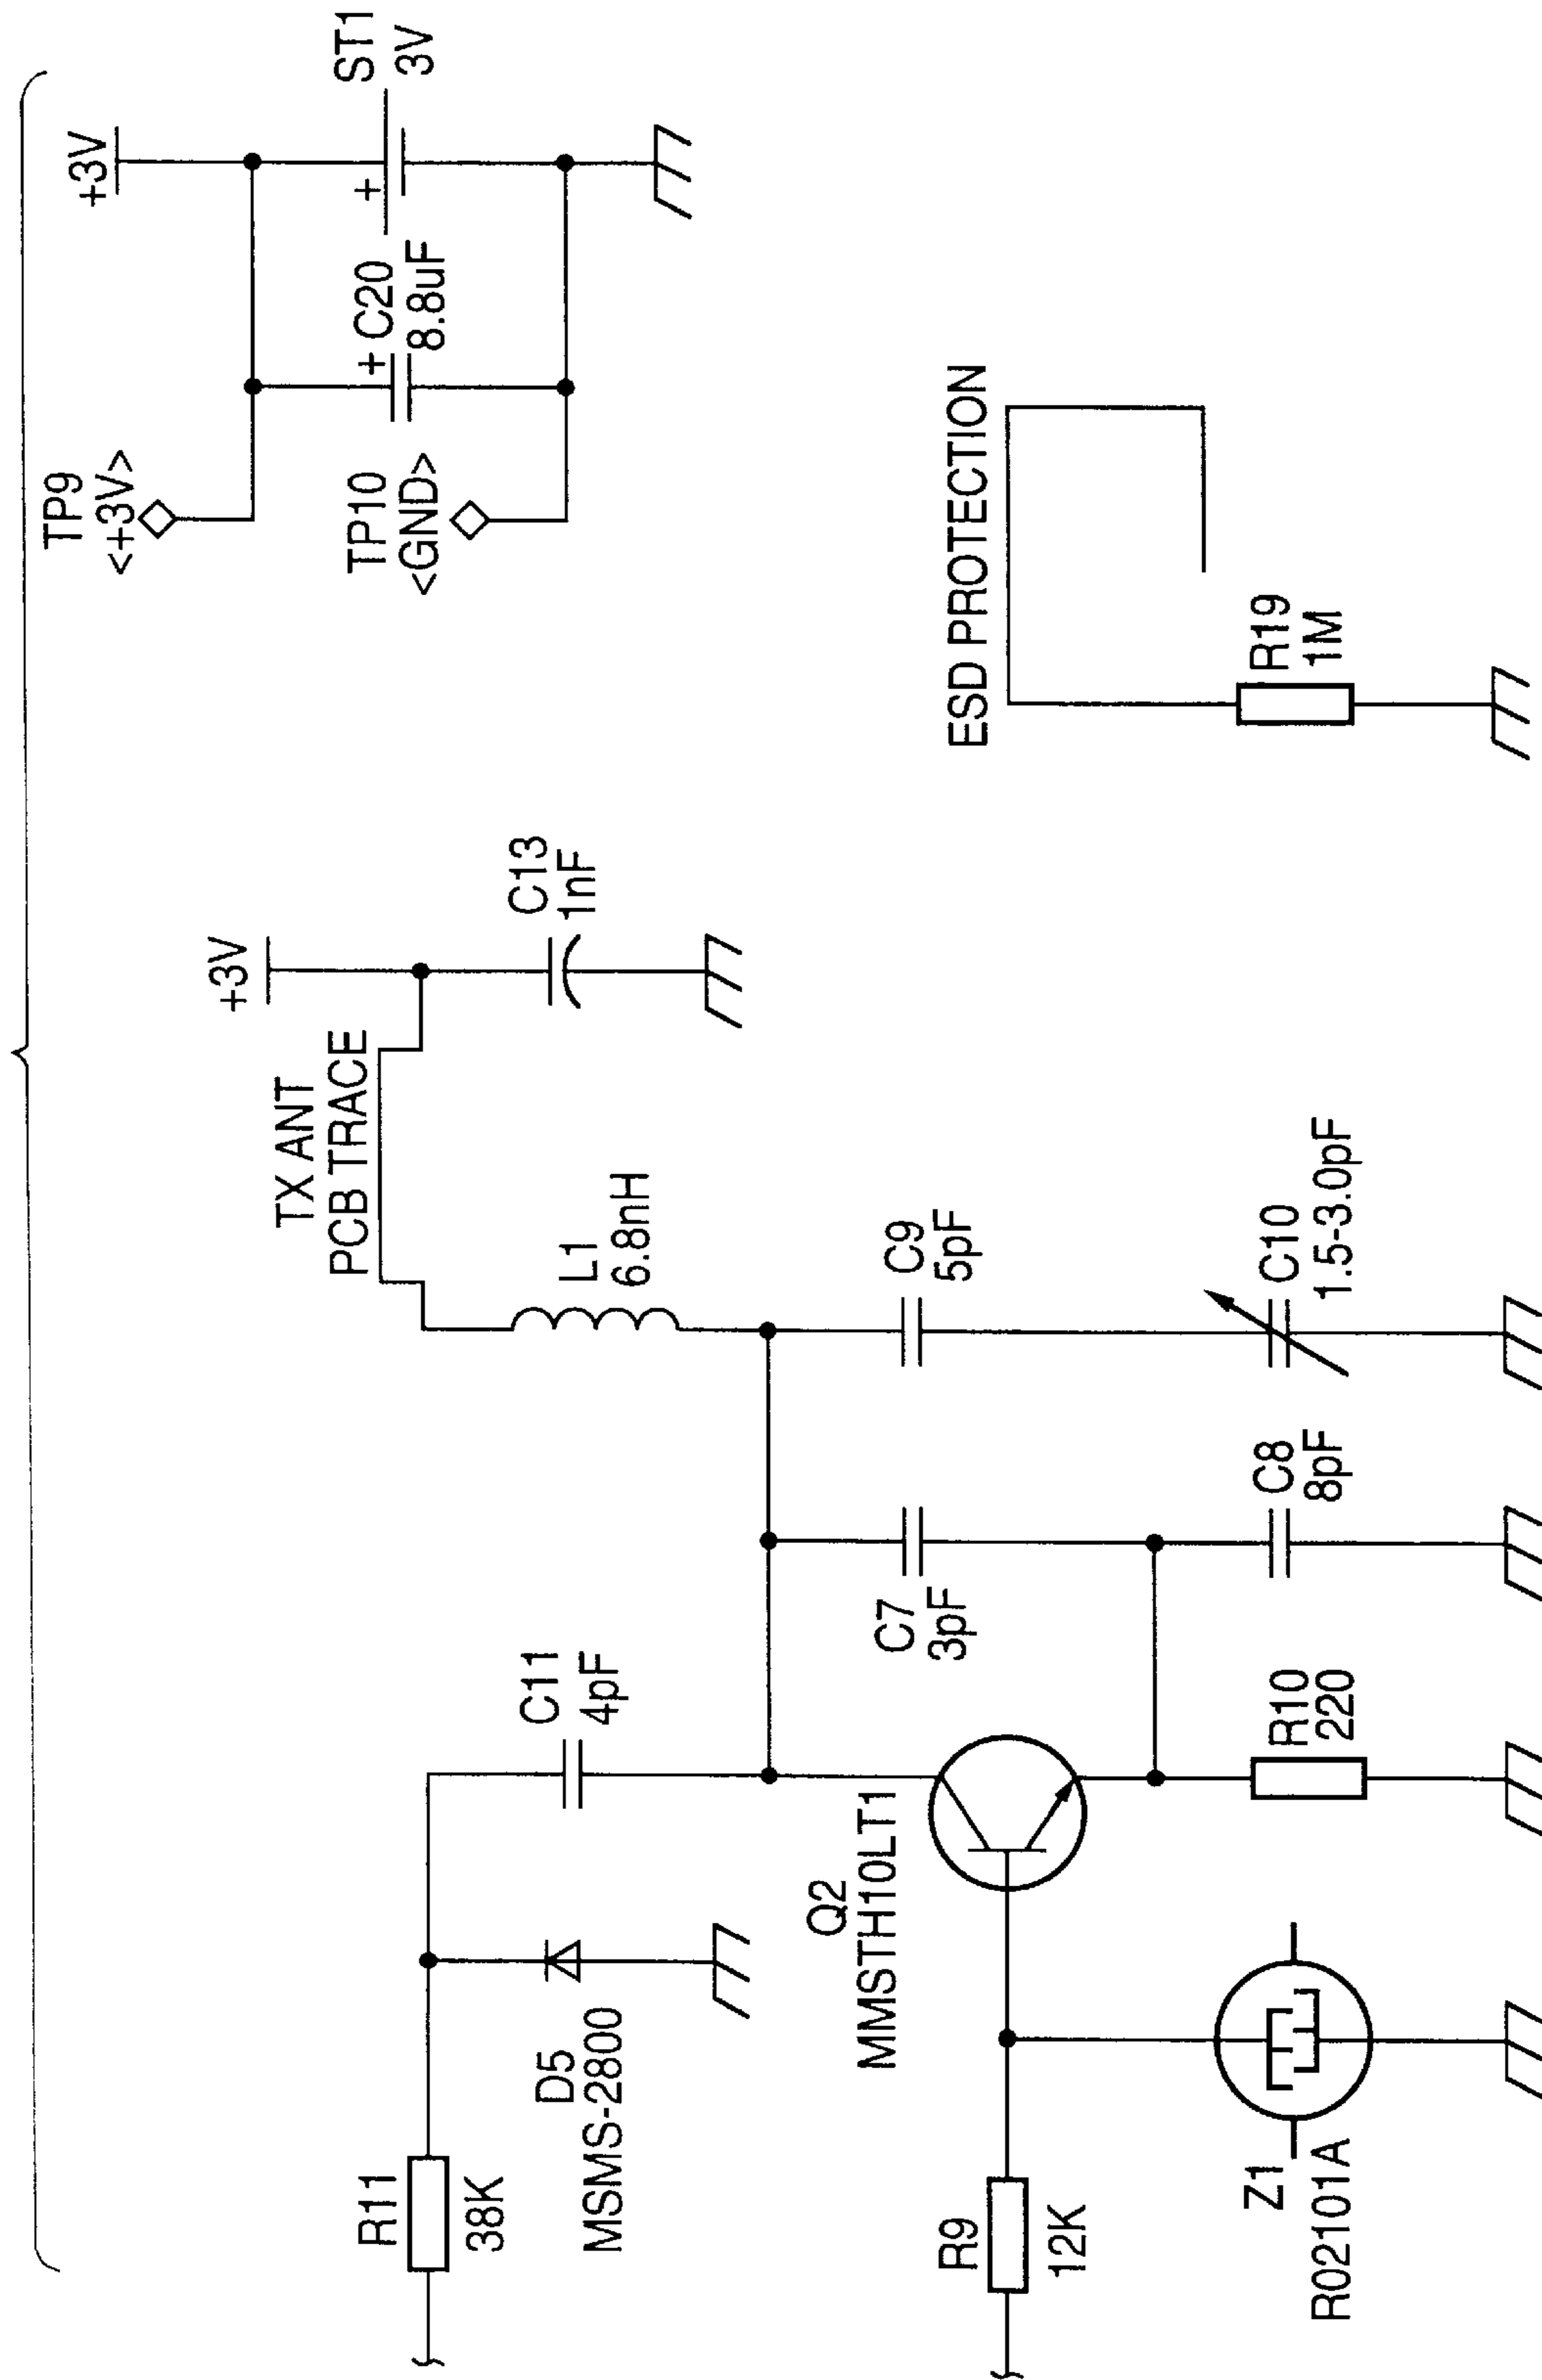 +3V
ST1
3V
+
+ C20
8.8uF
TP9
<+3V>
TP10
<GND>
ESD PROTECTION
R19
1M
+3V
C13
1nF
TX ANT
PCB TRACE
L1
6.8nH
C9
5pF
C10
1.5-3.0pF
C7
3pF
C8
8pF
C11
4pF
R10
220
Q2
MMSTH10LT1
D5
MSMS-2800
R11
38K
R9
12K
Z1
R02101A